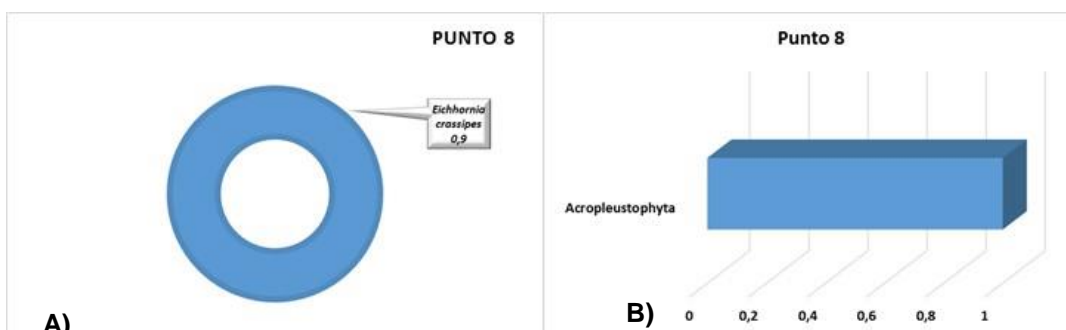 PUNTO 8
Eichhornia
crassipes
0,9
A)
Punto 8
Acropleustophyta
B)
0
0,2
0,4
0,6
0,8
1